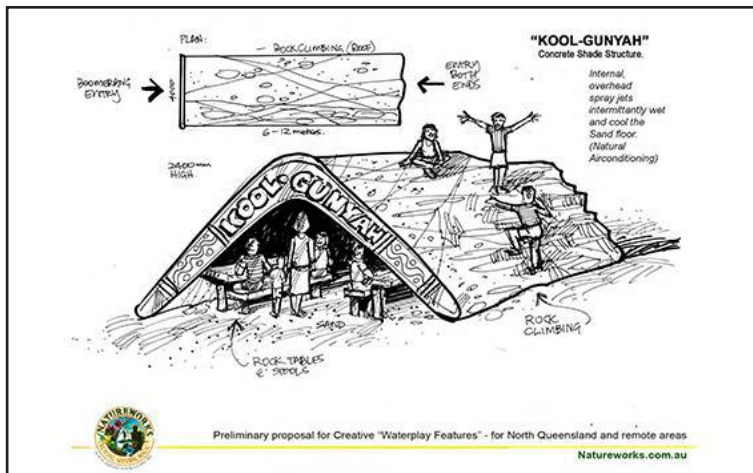 PLAN:
— ROCK CLIMBING (ROOF)
BOOMERANG
ENTRY
4000
ENTRY
BOTH
ENDS
6-12 metres.
"KOOL-GUNYAH"
Concrete Shade Structure.
Internal,
overhead
spray jets
intermittantly wet
and cool the
Sand floor.
(Natural
Airconditioning)
2400mm
HIGH.
KOOL-GUNYAH
SAND
ROCK TABLES
& STOOLS
ROCK
CLIMBING
NATUREWORKS
Preliminary proposal for Creative "Waterplay Features" - for North Queensland and remote areas
Natureworks.com.au